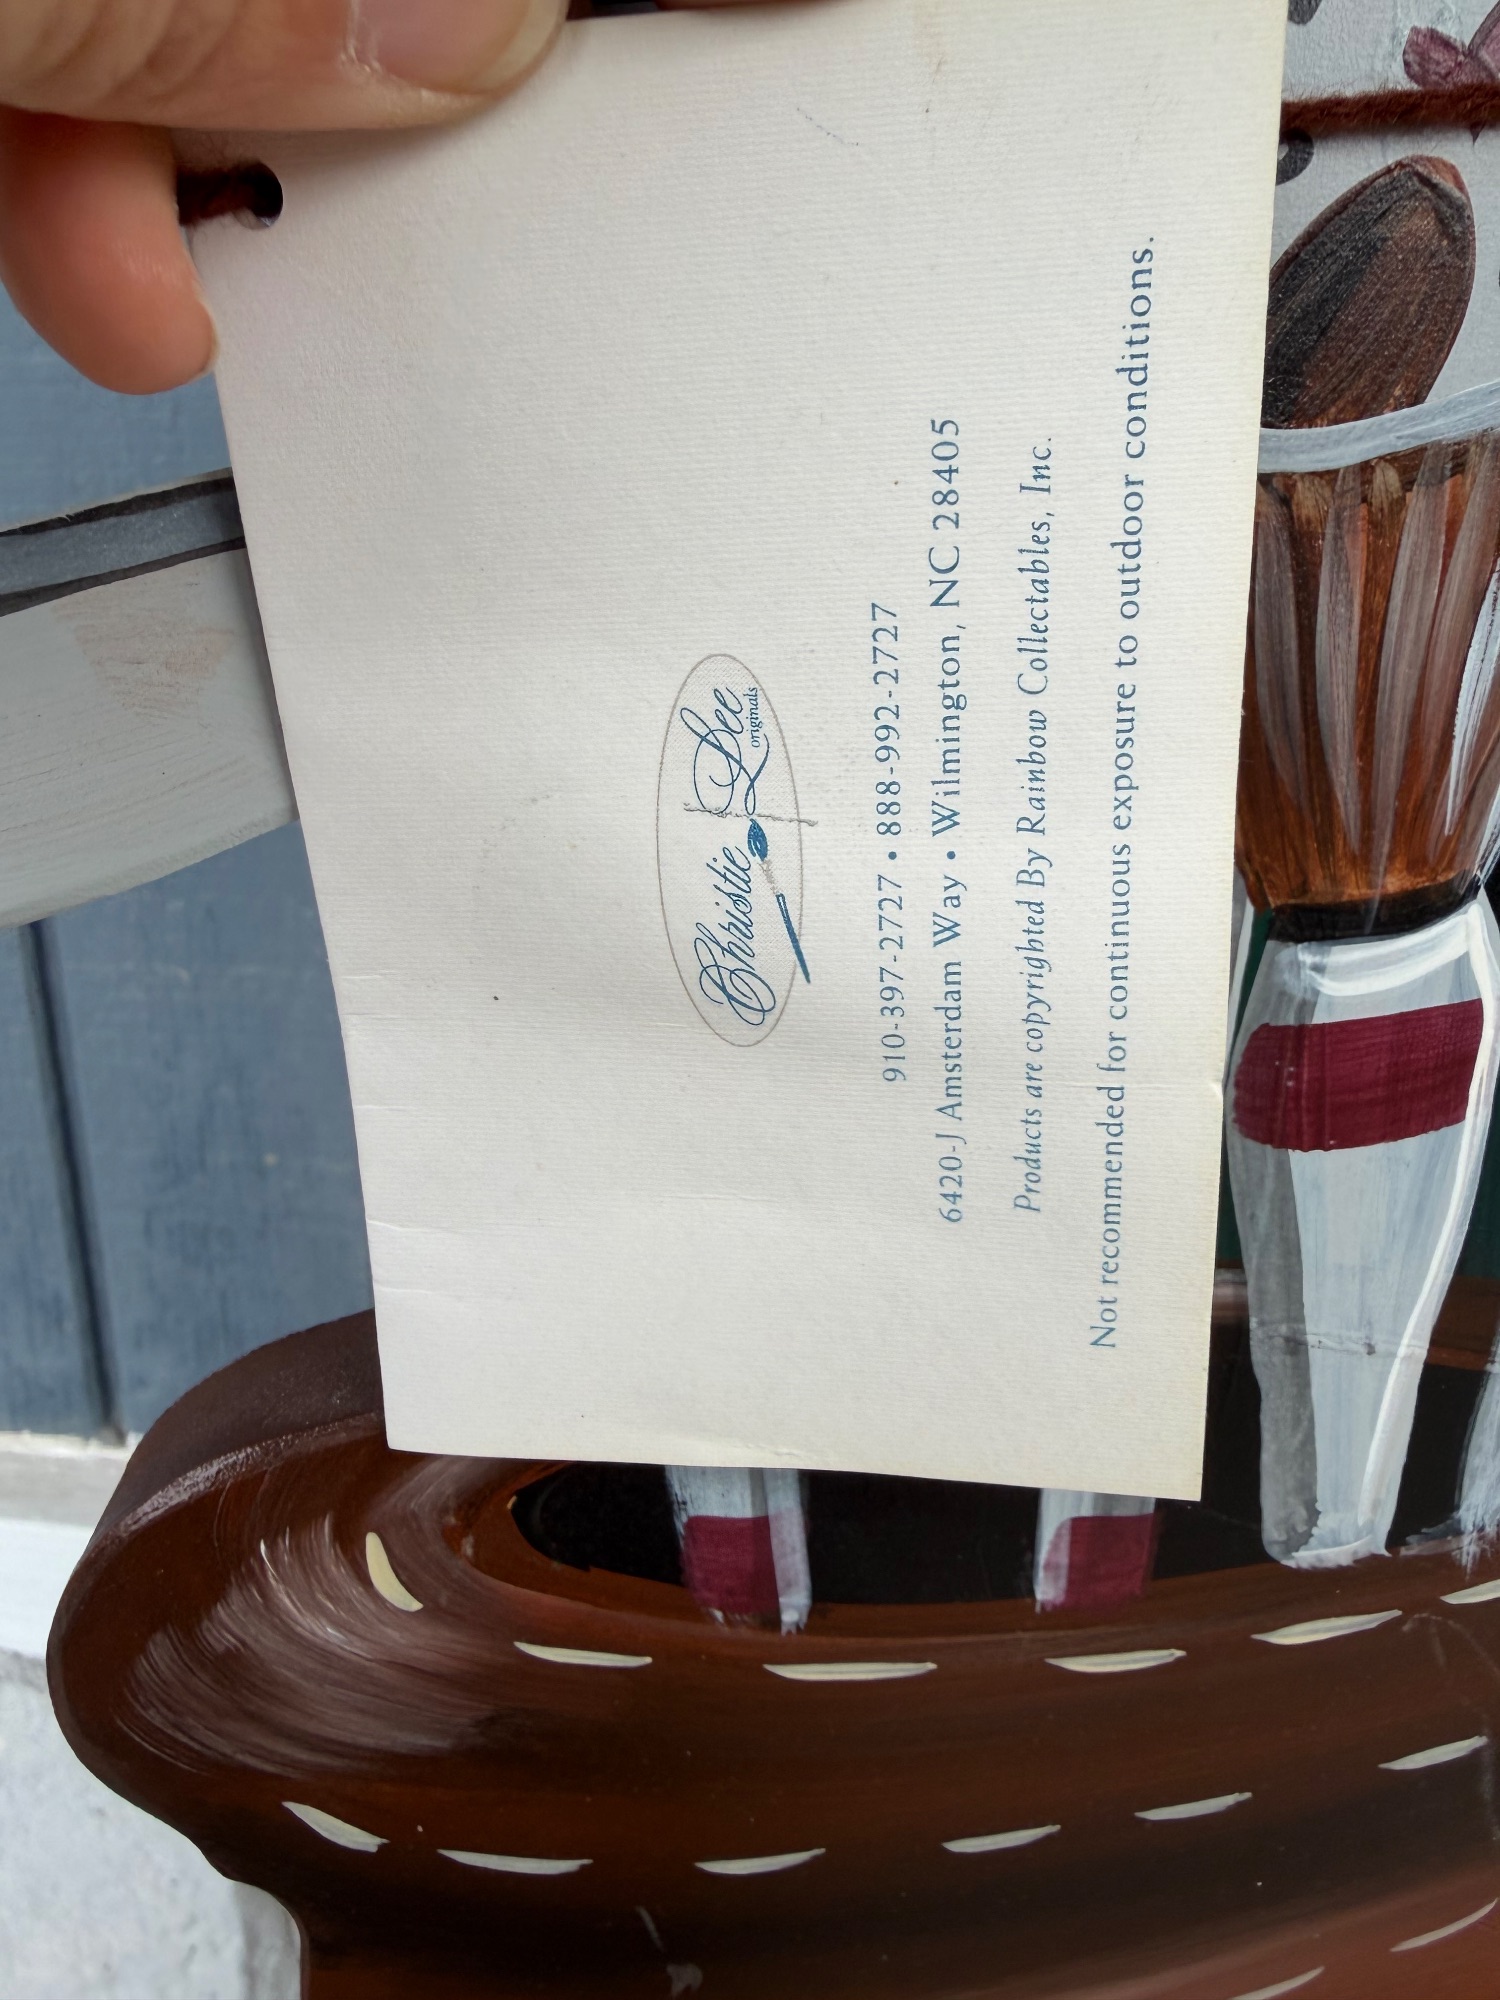 Christie Lee
originals
910-397-2727 • 888-992-2727
6420-J Amsterdam Way • Wilmington, NC 28405
Products are copyrighted By Rainbow Collectables, Inc.
Not recommended for continuous exposure to outdoor conditions.